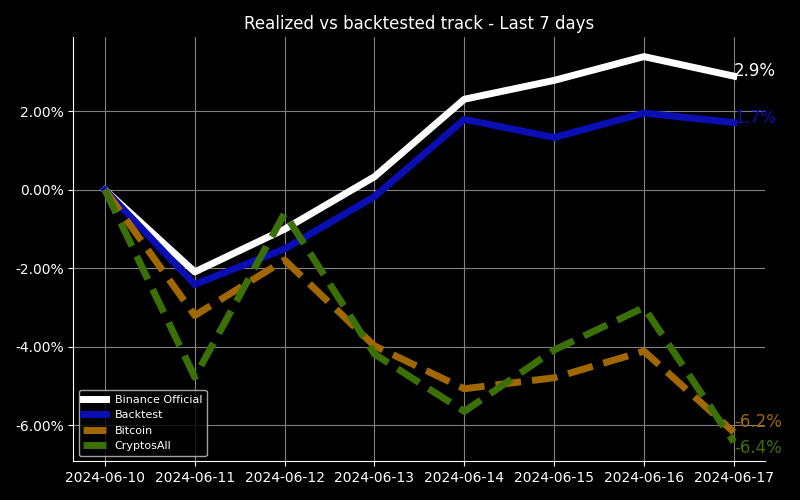 Realized vs backtested track - Last 7 days
2.9%
2.00%
1.7%
0.00%
-2.00%
-4.00%
-6.00%
-6.2%
-6.4%
Binance Official
Backtest
Bitcoin
CryptosAll
2024-06-10 2024-06-11 2024-06-12 2024-06-13 2024-06-14 2024-06-15 2024-06-16 2024-06-17